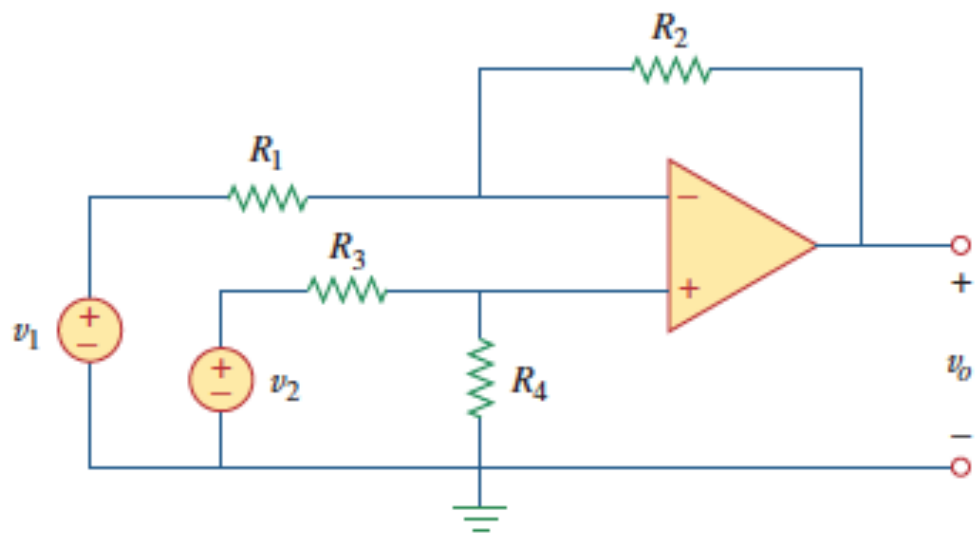 R₂
R₁
−
R₃
+
+
+
v₁
−
+
v₂
−
R₄
vₒ
−